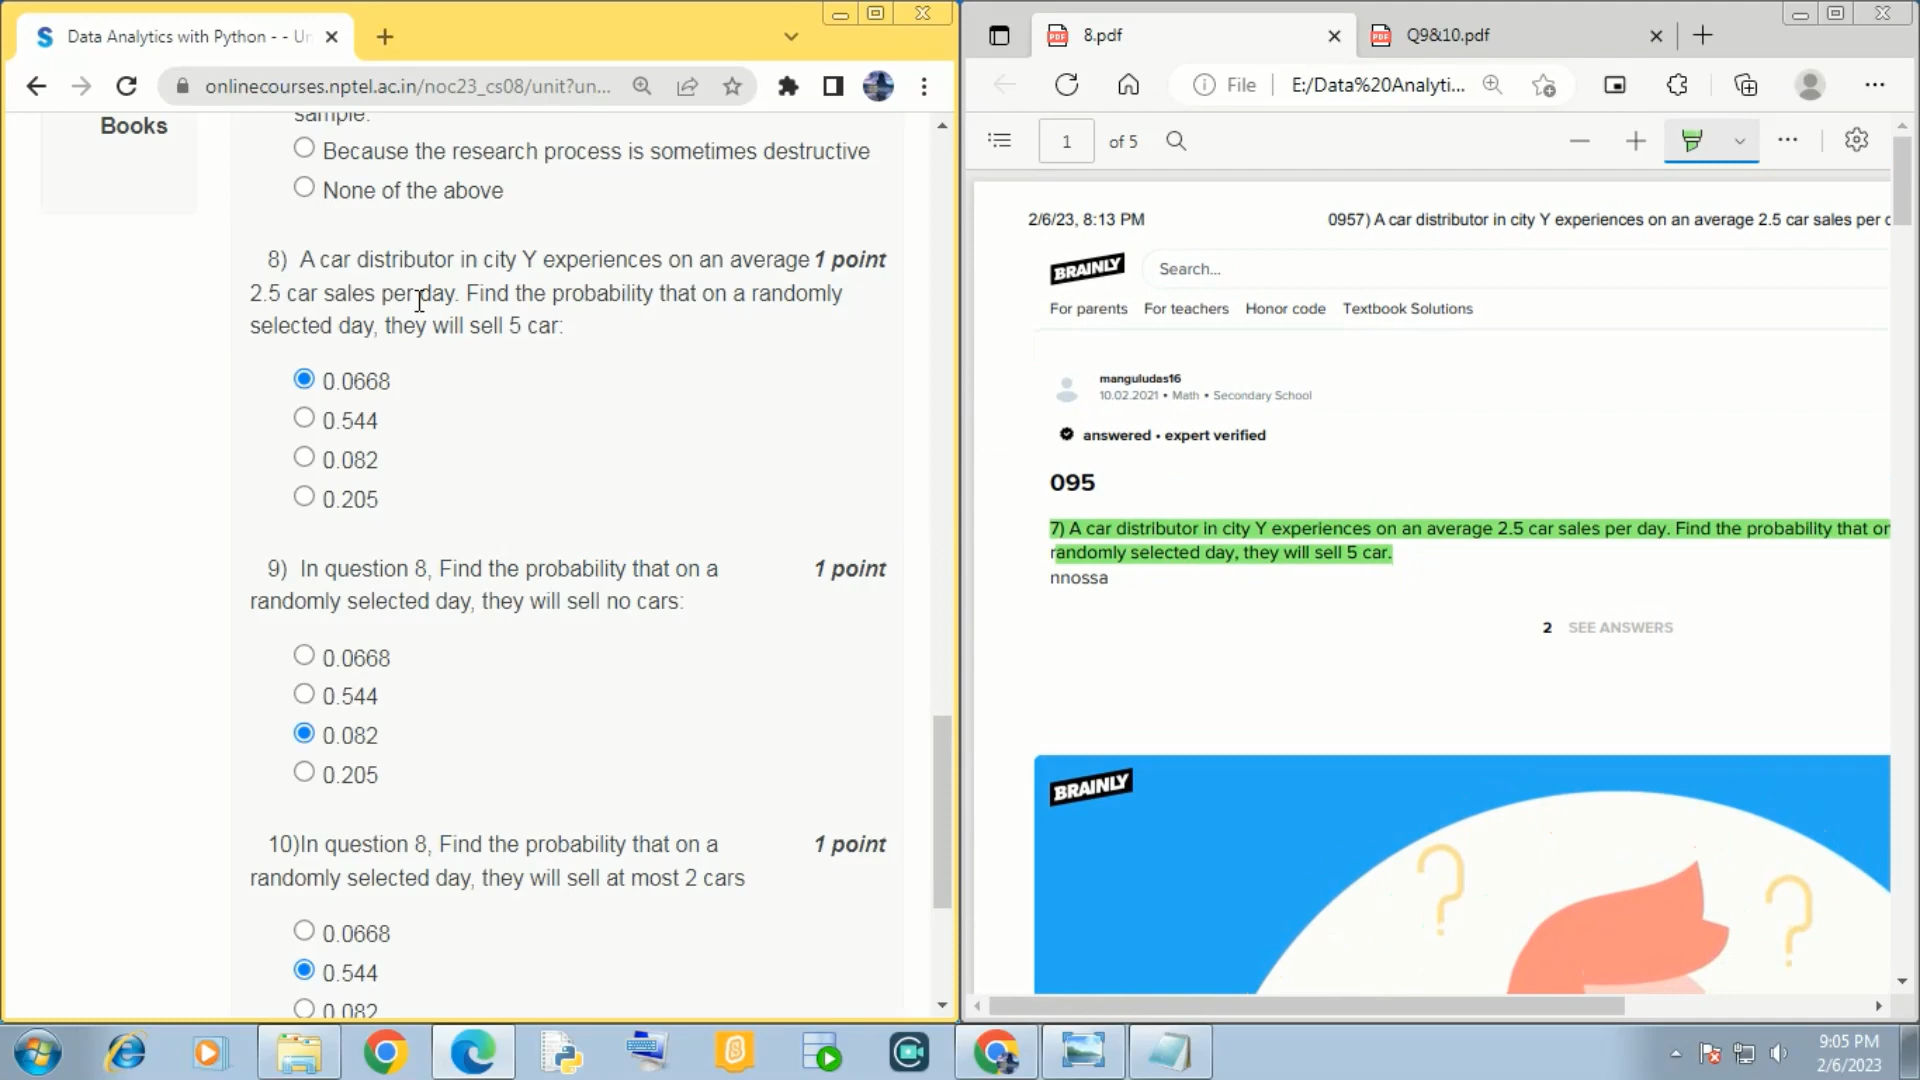 Data Analytics with Python - - Un
onlinecourses.nptel.ac.in/noc23_cs08/unit?un...
Books
sample.
Because the research process is sometimes destructive
None of the above
8) A car distributor in city Y experiences on an average 1 point
2.5 car sales per day. Find the probability that on a randomly
selected day, they will sell 5 car:
0.0668
0.544
0.082
0.205
9) In question 8, Find the probability that on a 1 point
randomly selected day, they will sell no cars:
0.0668
0.544
0.082
0.205
10)In question 8, Find the probability that on a 1 point
randomly selected day, they will sell at most 2 cars
0.0668
0.544
0.082
8.pdf
Q9&10.pdf
File E:/Data%20Analyti...
1 of 5
2/6/23, 8:13 PM
0957) A car distributor in city Y experiences on an average 2.5 car sales per c
BRAINLY
Search...
For parents For teachers Honor code Textbook Solutions
manguludas16
10.02.2021 • Math • Secondary School
answered • expert verified
095
7) A car distributor in city Y experiences on an average 2.5 car sales per day. Find the probability that or
randomly selected day, they will sell 5 car.
nnossa
2 SEE ANSWERS
BRAINLY
9:05 PM
2/6/2023